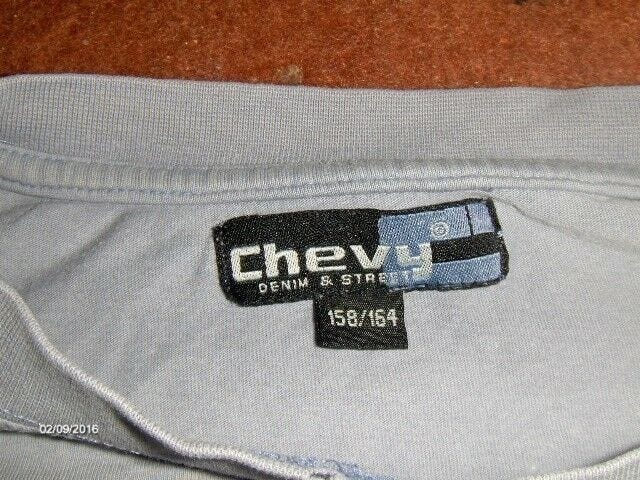 Chevy ®
DENIM & STREET
158/164
02/09/2016